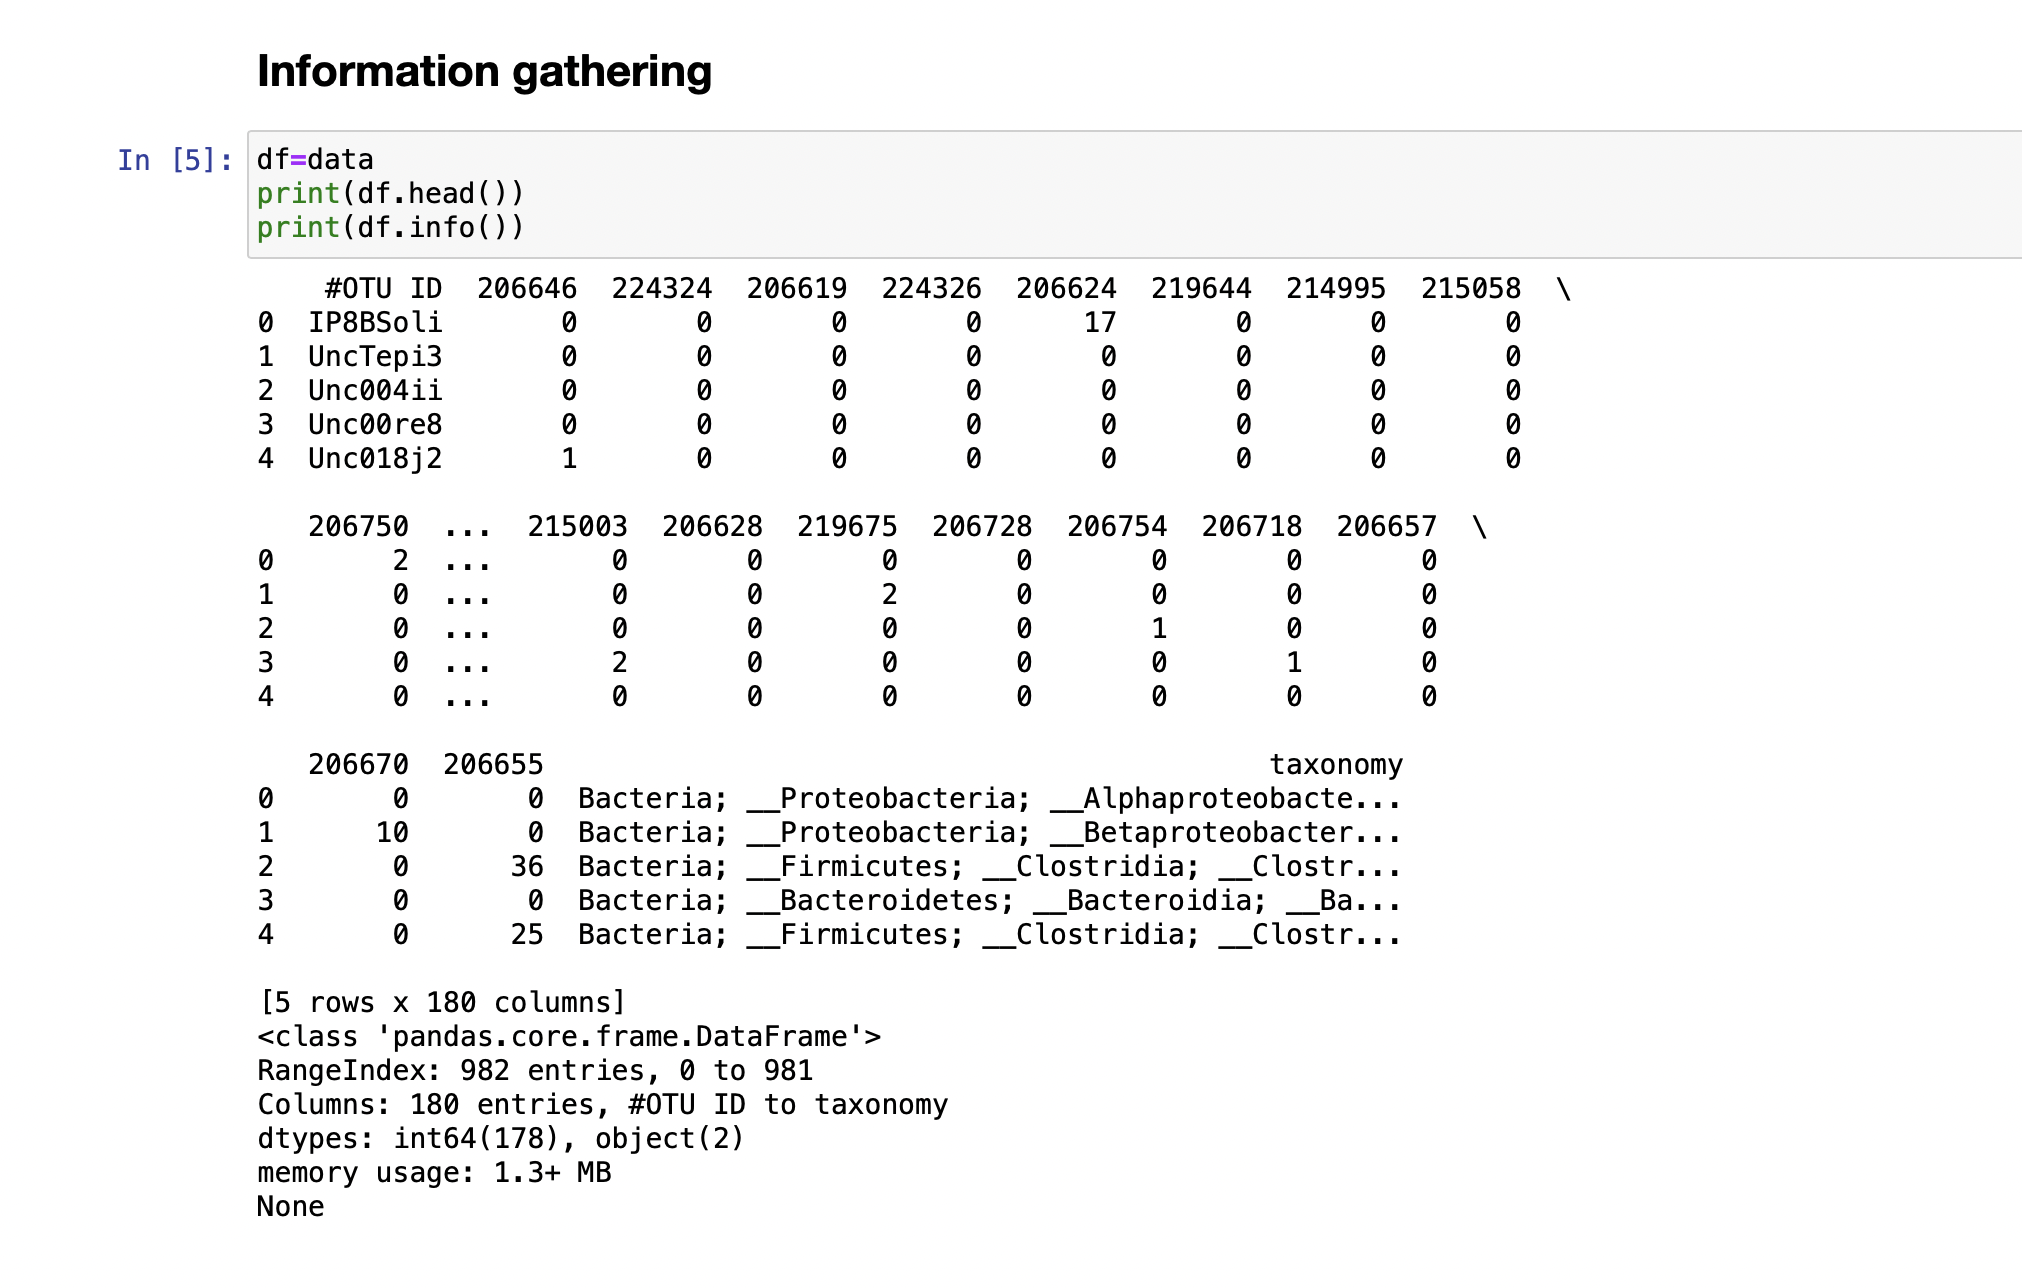 Information gathering
In [5]: df=data
print(df.head())
print(df.info())
    #OTU ID  206646  224324  206619  224326  206624  219644  214995  215058  \
0  IP8BSoli       0       0       0       0      17       0       0       0
1  UncTepi3       0       0       0       0       0       0       0       0
2  Unc004ii       0       0       0       0       0       0       0       0
3  Unc00re8       0       0       0       0       0       0       0       0
4  Unc018j2       1       0       0       0       0       0       0       0
   206750  ...  215003  206628  219675  206728  206754  206718  206657  \
0       2  ...       0       0       0       0       0       0       0
1       0  ...       0       0       2       0       0       0       0
2       0  ...       0       0       0       0       1       0       0
3       0  ...       2       0       0       0       0       1       0
4       0  ...       0       0       0       0       0       0       0
   206670  206655                                           taxonomy
0       0       0  Bacteria; __Proteobacteria; __Alphaproteobacte...
1      10       0  Bacteria; __Proteobacteria; __Betaproteobacter...
2       0      36  Bacteria; __Firmicutes; __Clostridia; __Clostr...
3       0       0  Bacteria; __Bacteroidetes; __Bacteroidia; __Ba...
4       0      25  Bacteria; __Firmicutes; __Clostridia; __Clostr...
[5 rows x 180 columns]
<class 'pandas.core.frame.DataFrame'>
RangeIndex: 982 entries, 0 to 981
Columns: 180 entries, #OTU ID to taxonomy
dtypes: int64(178), object(2)
memory usage: 1.3+ MB
None